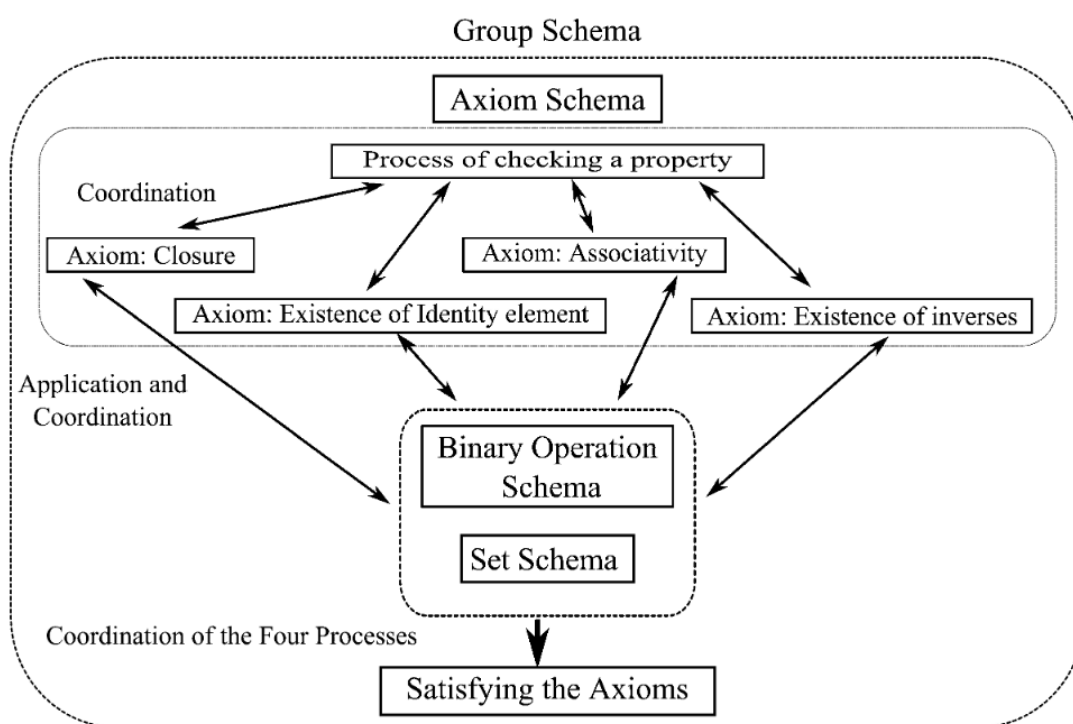 Group Schema
Axiom Schema
Process of checking a property
Coordination
Axiom: Closure
Axiom: Associativity
Axiom: Existence of Identity element
Axiom: Existence of inverses
Application and
Coordination
Binary Operation
Schema
Set Schema
Coordination of the Four Processes
Satisfying the Axioms